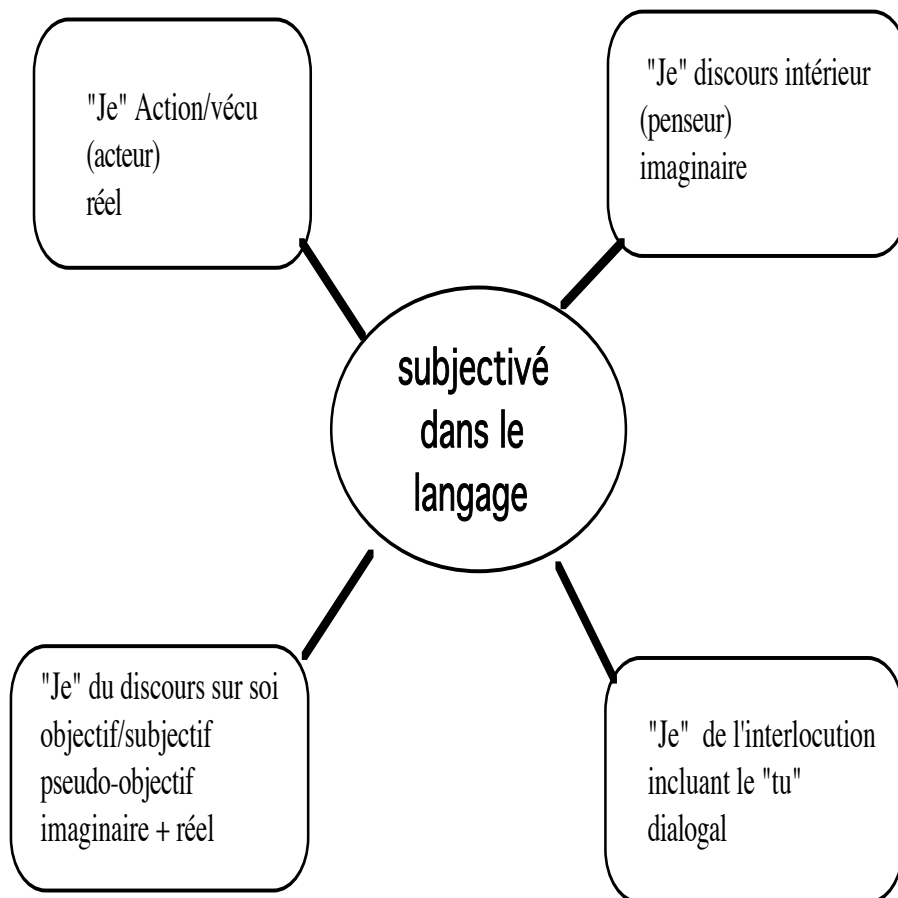 "Je" Action/vécu
(acteur)
réel
"Je" discours intérieur
(penseur)
imaginaire
subjectivé
dans le
langage
"Je" du discours sur soi
objectif/subjectif
pseudo-objectif
imaginaire + réel
"Je" de l'interlocution
incluant le "tu"
dialogal